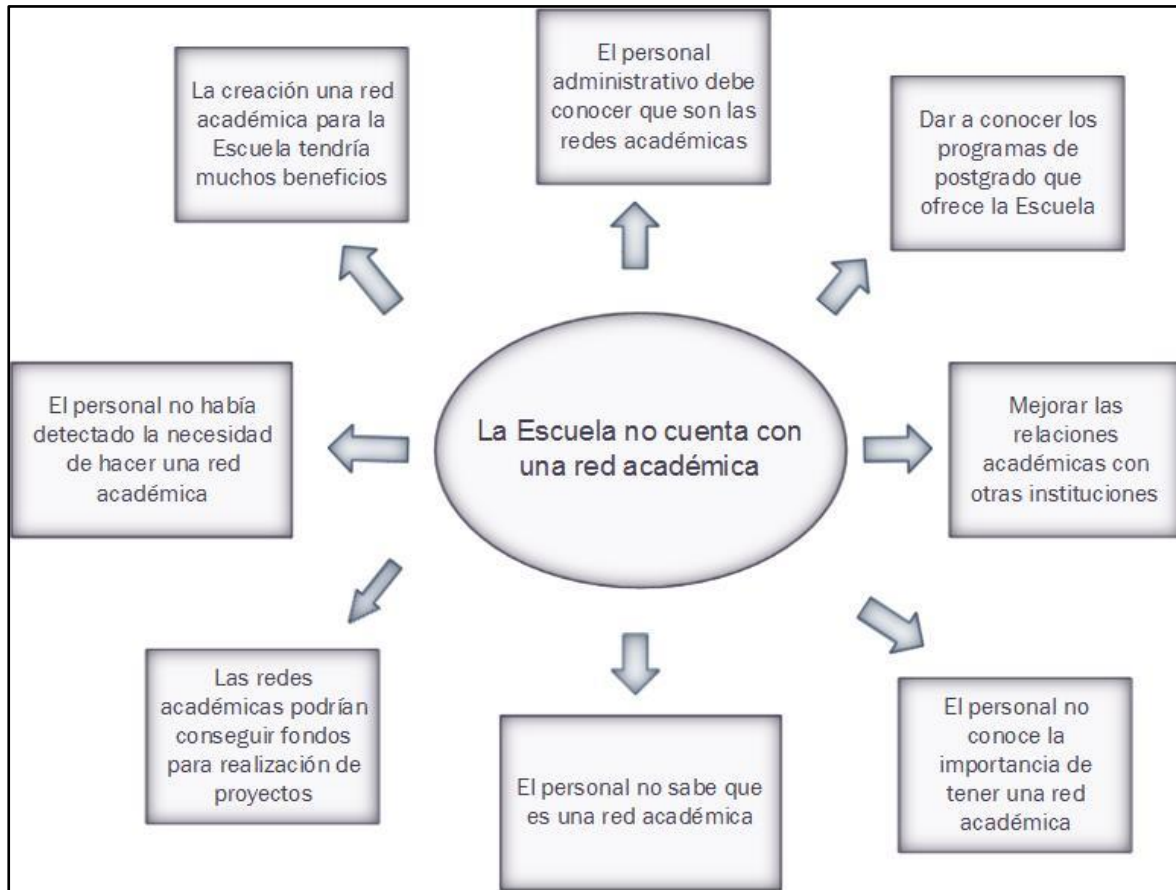 La creación una red
académica para la
Escuela tendría
muchos beneficios
El personal
administrativo debe
conocer que son las
redes académicas
Dar a conocer los
programas de
postgrado que
ofrece la Escuela
El personal no había
detectado la necesidad
de hacer una red
académica
La Escuela no cuenta con
una red académica
Mejorar las
relaciones
académicas con
otras instituciones
Las redes
académicas podrían
conseguir fondos
para realización de
proyectos
El personal no sabe que
es una red académica
El personal no
conoce la
importancia de
tener una red
académica